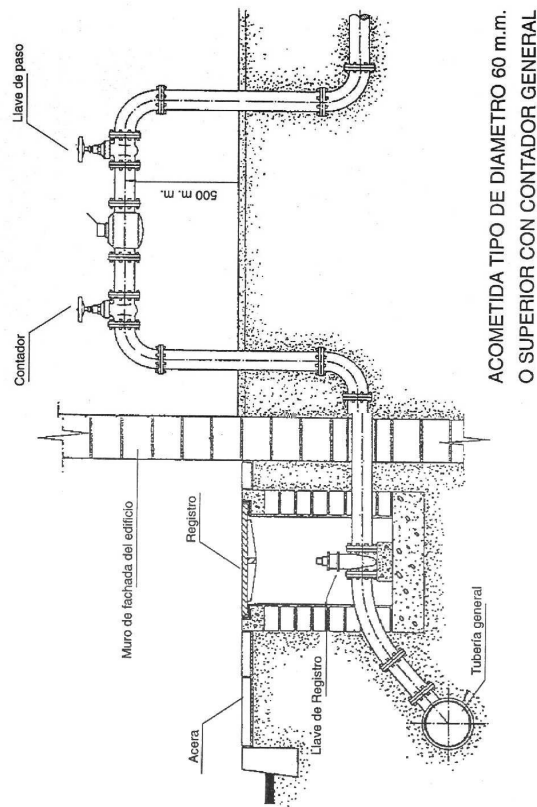 Llave de paso
Contador
500 m. m.
Muro de fachada del edificio
Registro
Acera
Llave de Registro
Tubería general
ACOMETIDA TIPO DE DIAMETRO 60 m.m.
O SUPERIOR CON CONTADOR GENERAL